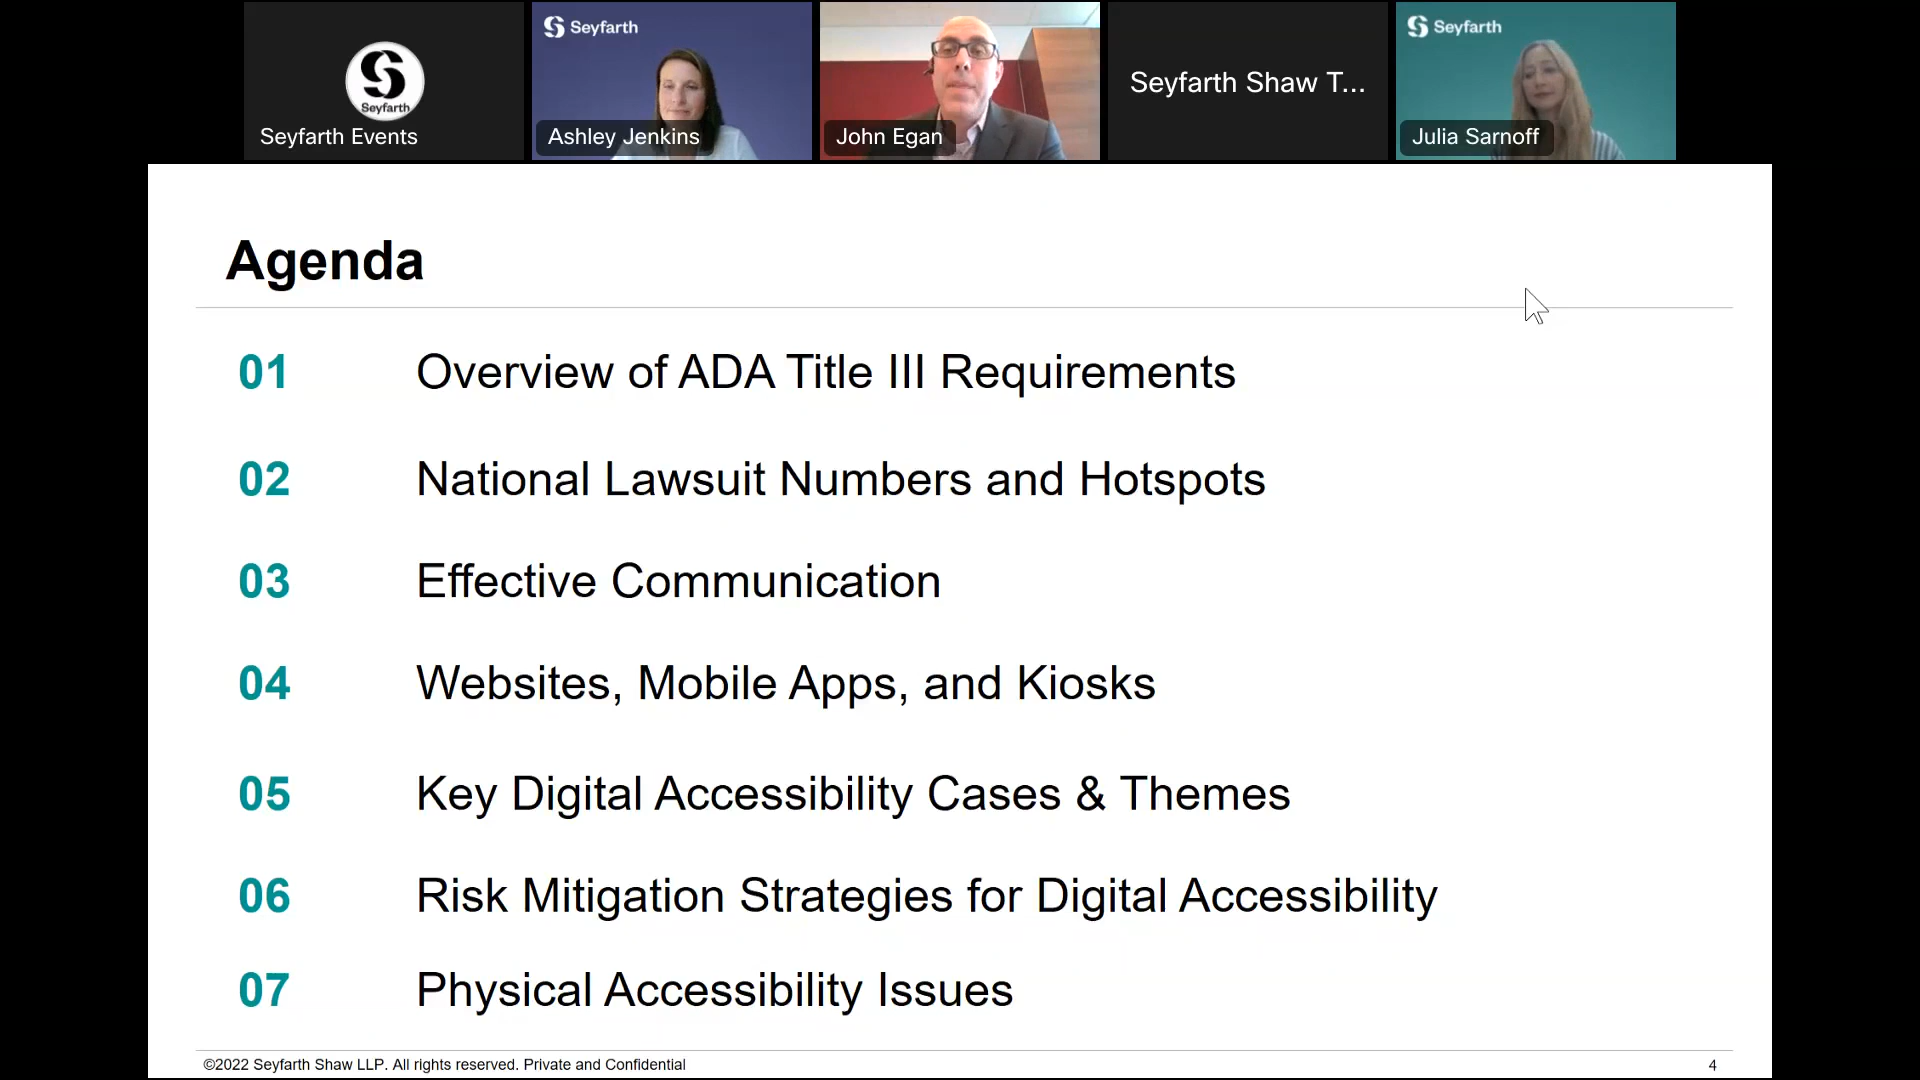 Seyfarth
Seyfarth Events
Seyfarth
Ashley Jenkins
John Egan
Seyfarth Shaw T...
Seyfarth
Julia Sarnoff
Agenda
01 Overview of ADA Title III Requirements
02 National Lawsuit Numbers and Hotspots
03 Effective Communication
04 Websites, Mobile Apps, and Kiosks
05 Key Digital Accessibility Cases & Themes
06 Risk Mitigation Strategies for Digital Accessibility
07 Physical Accessibility Issues
©2022 Seyfarth Shaw LLP. All rights reserved. Private and Confidential 4